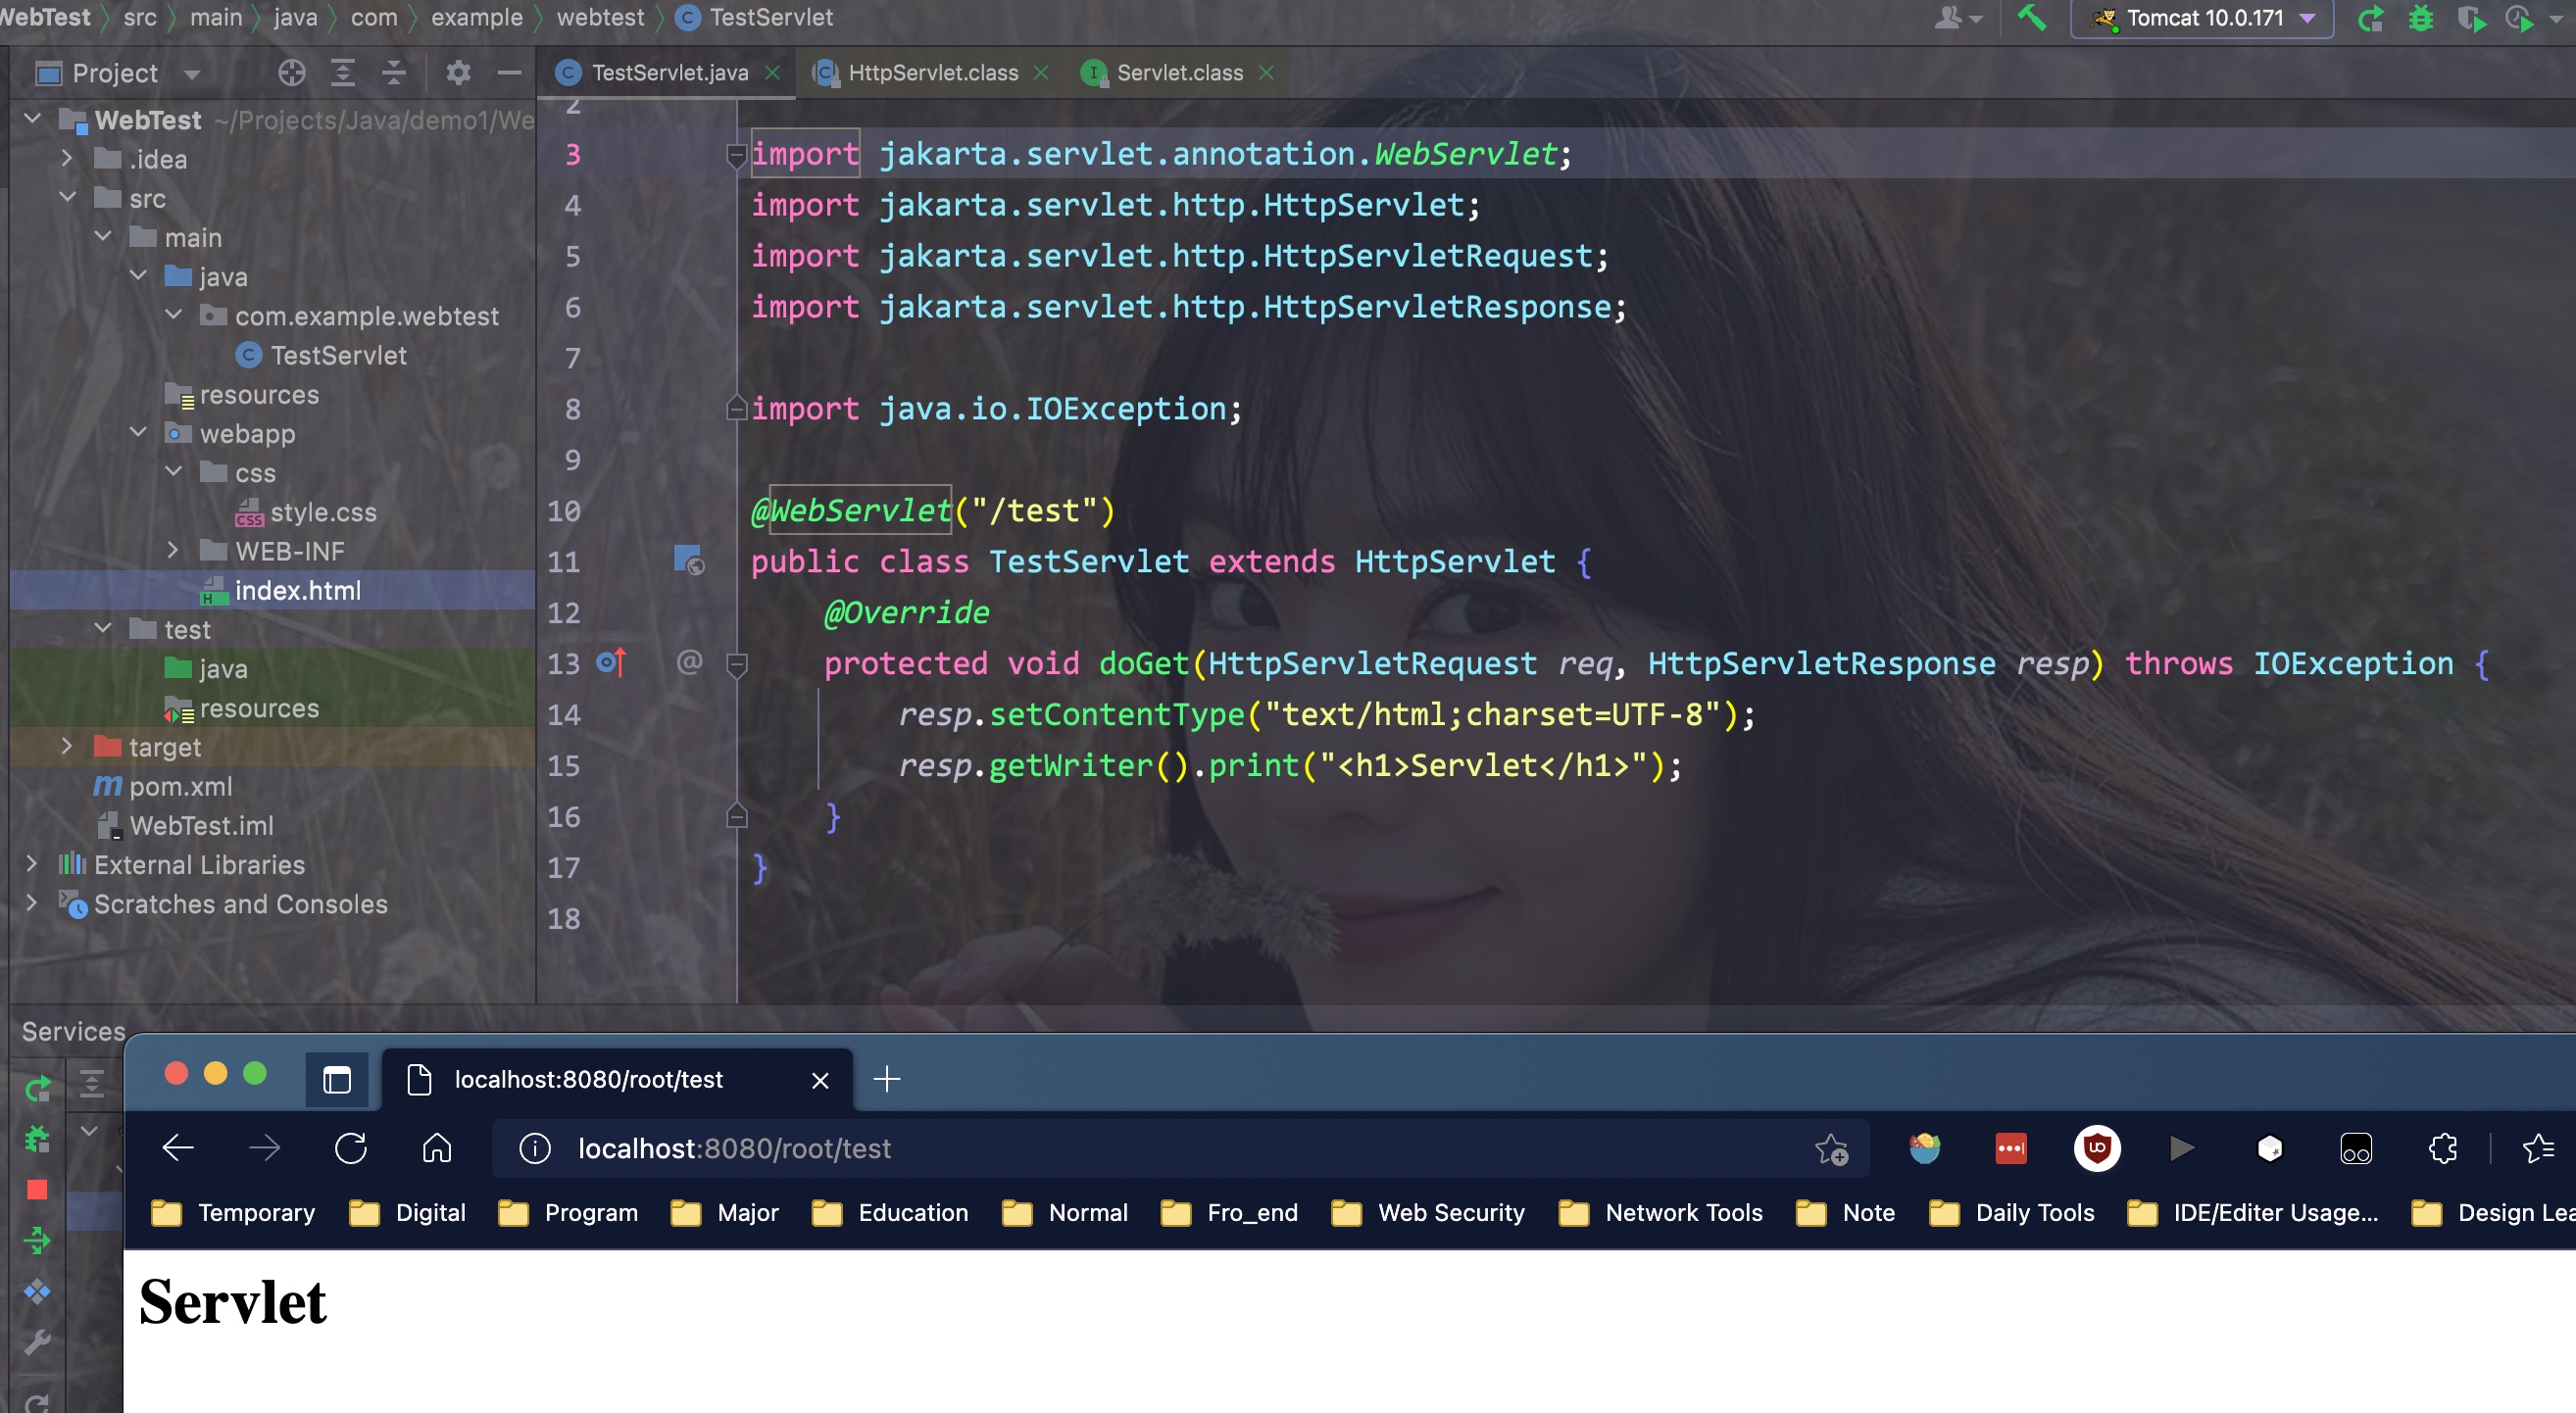 WebTest src main java com example webtest TestServlet
Tomcat 10.0.171
Project
TestServlet.java HttpServlet.class Servlet.class
WebTest ~/Projects/Java/demo1/We
.idea
src
main
java
com.example.webtest
TestServlet
resources
webapp
css
style.css
WEB-INF
index.html
test
java
resources
target
pom.xml
WebTest.iml
External Libraries
Scratches and Consoles
2
3 import jakarta.servlet.annotation.WebServlet;
4 import jakarta.servlet.http.HttpServlet;
5 import jakarta.servlet.http.HttpServletRequest;
6 import jakarta.servlet.http.HttpServletResponse;
7
8 import java.io.IOException;
9
10 @WebServlet("/test")
11 public class TestServlet extends HttpServlet {
12 @Override
13 @ protected void doGet(HttpServletRequest req, HttpServletResponse resp) throws IOException {
14 resp.setContentType("text/html;charset=UTF-8");
15 resp.getWriter().print("<h1>Servlet</h1>");
16 }
17 }
18
Services
localhost:8080/root/test
localhost:8080/root/test
Temporary Digital Program Major Education Normal Fro_end Web Security Network Tools Note Daily Tools IDE/Editer Usage... Design Lea
Servlet